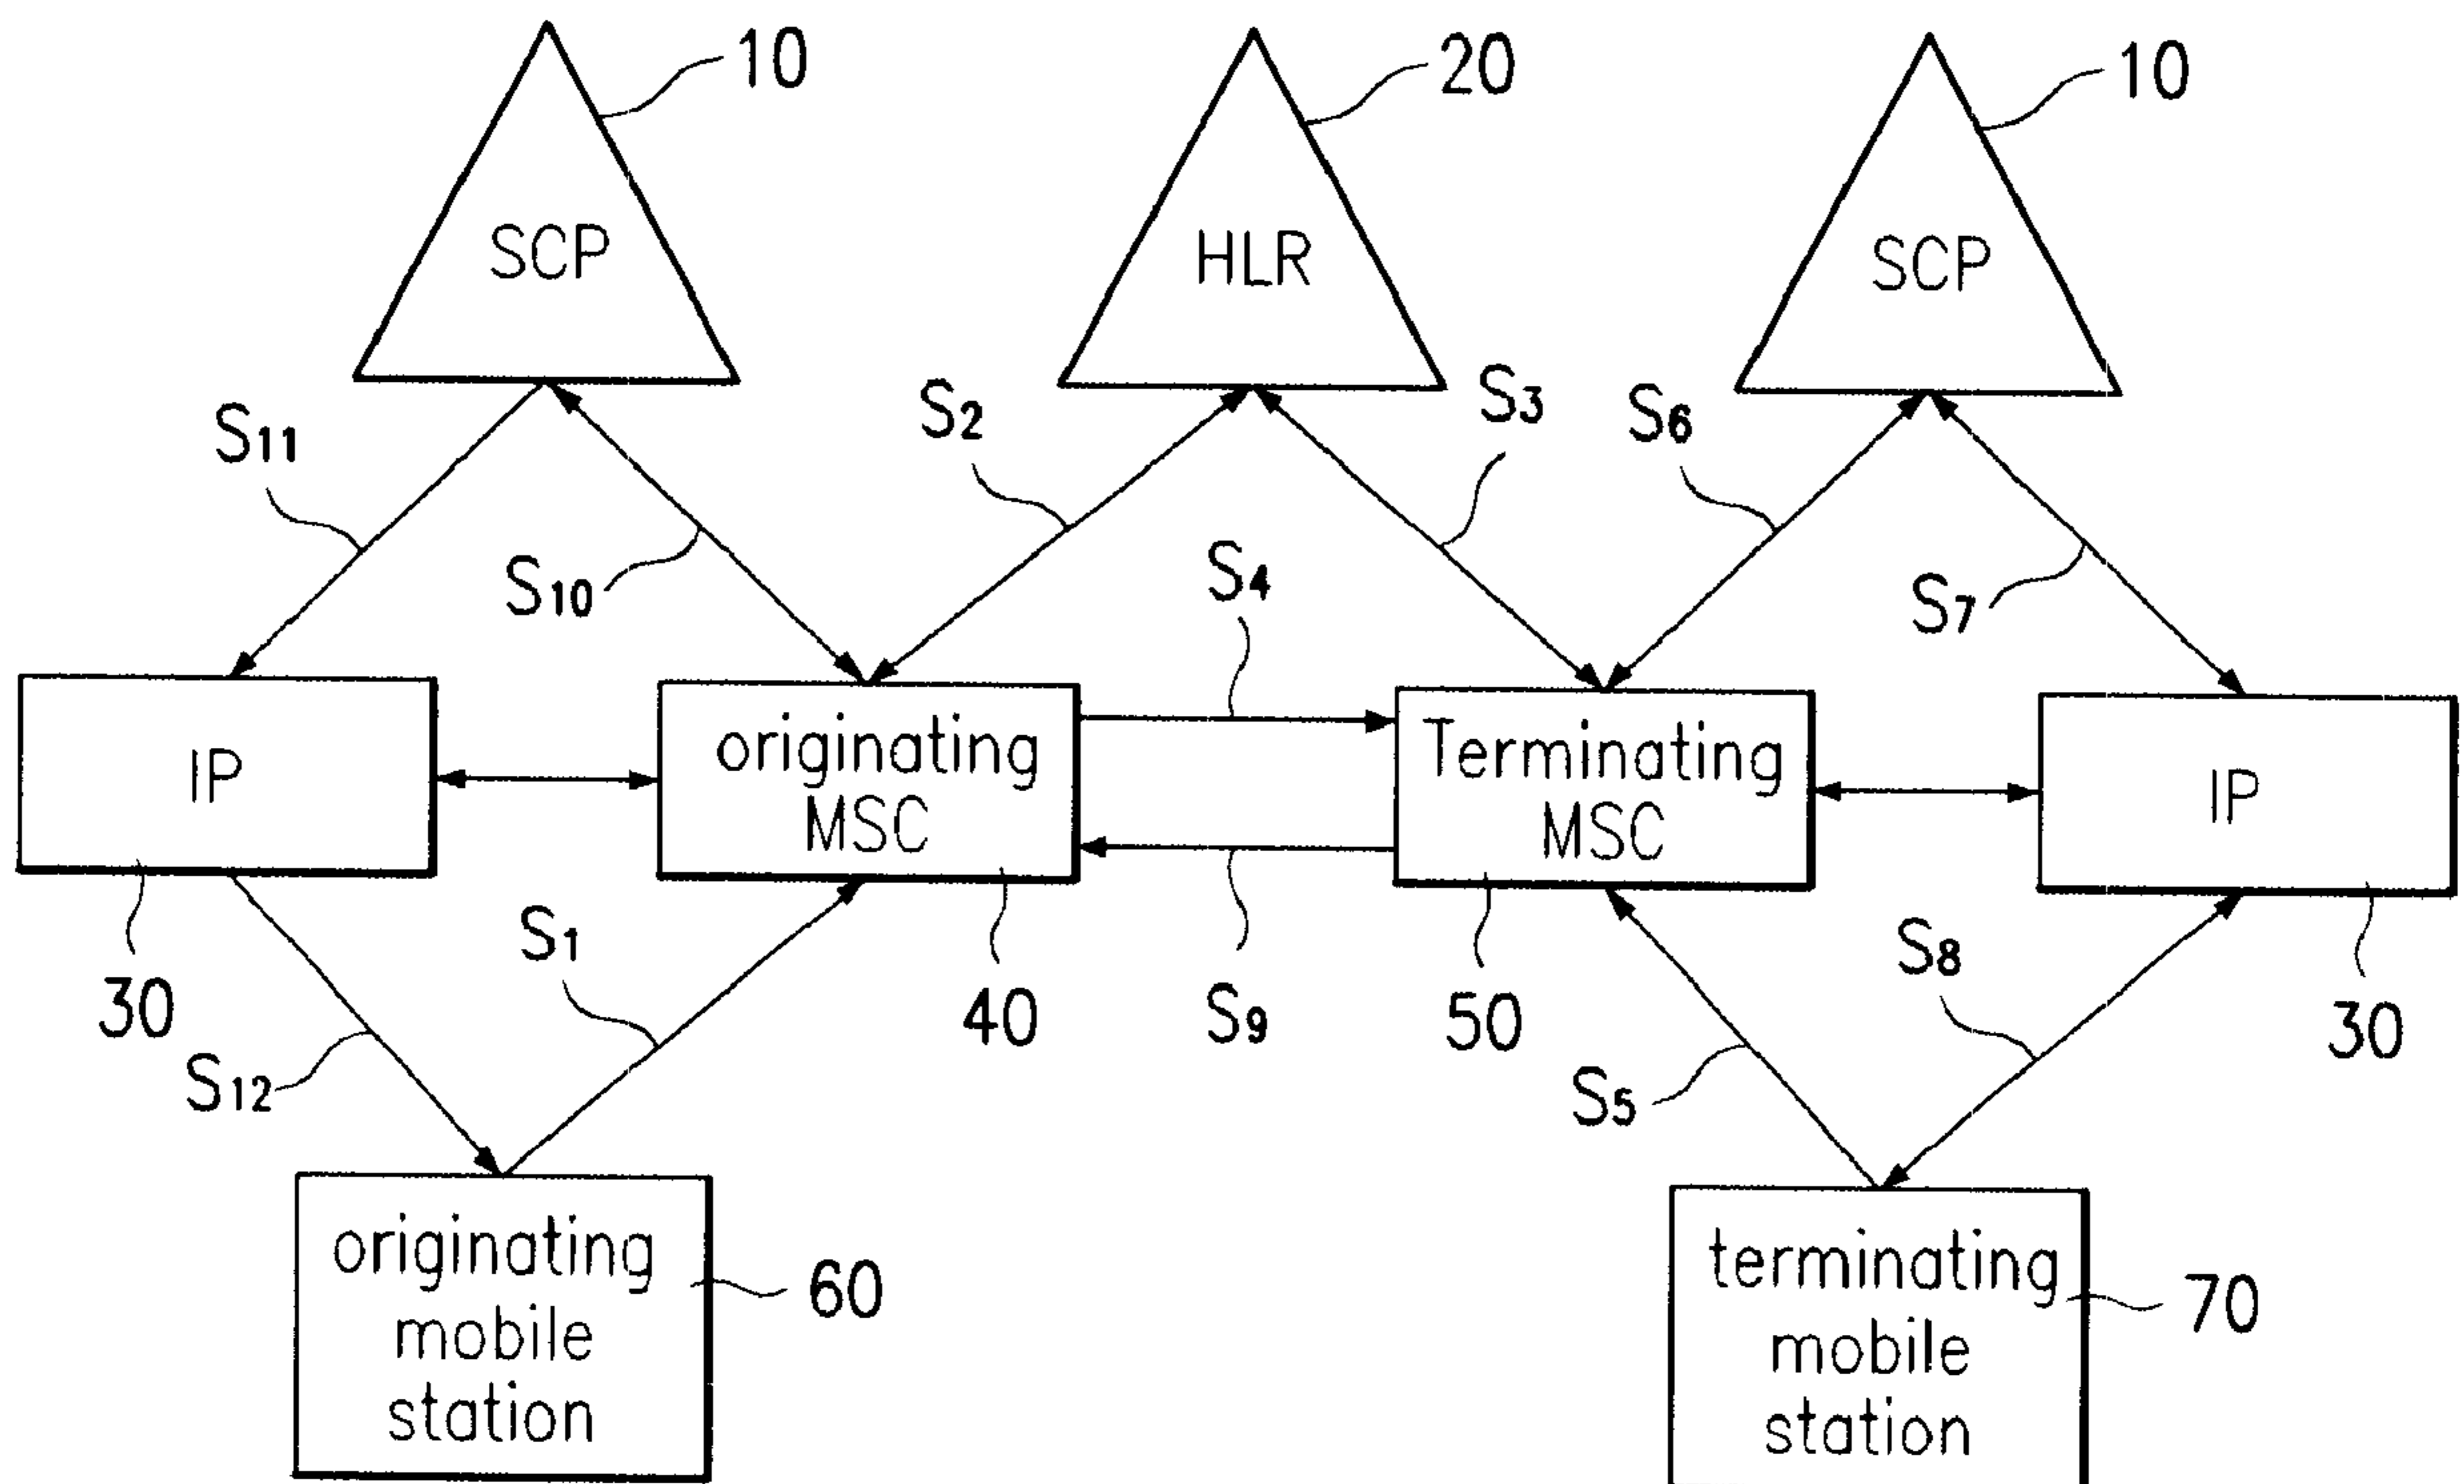 10
20
10
SCP
HLR
SCP
S11
S10
S2
S3
S6
S7
S4
IP
originating
MSC
Terminating
MSC
IP
30
S12
S1
40
S9
50
S5
S8
30
originating
mobile
station
60
terminating
mobile
station
70